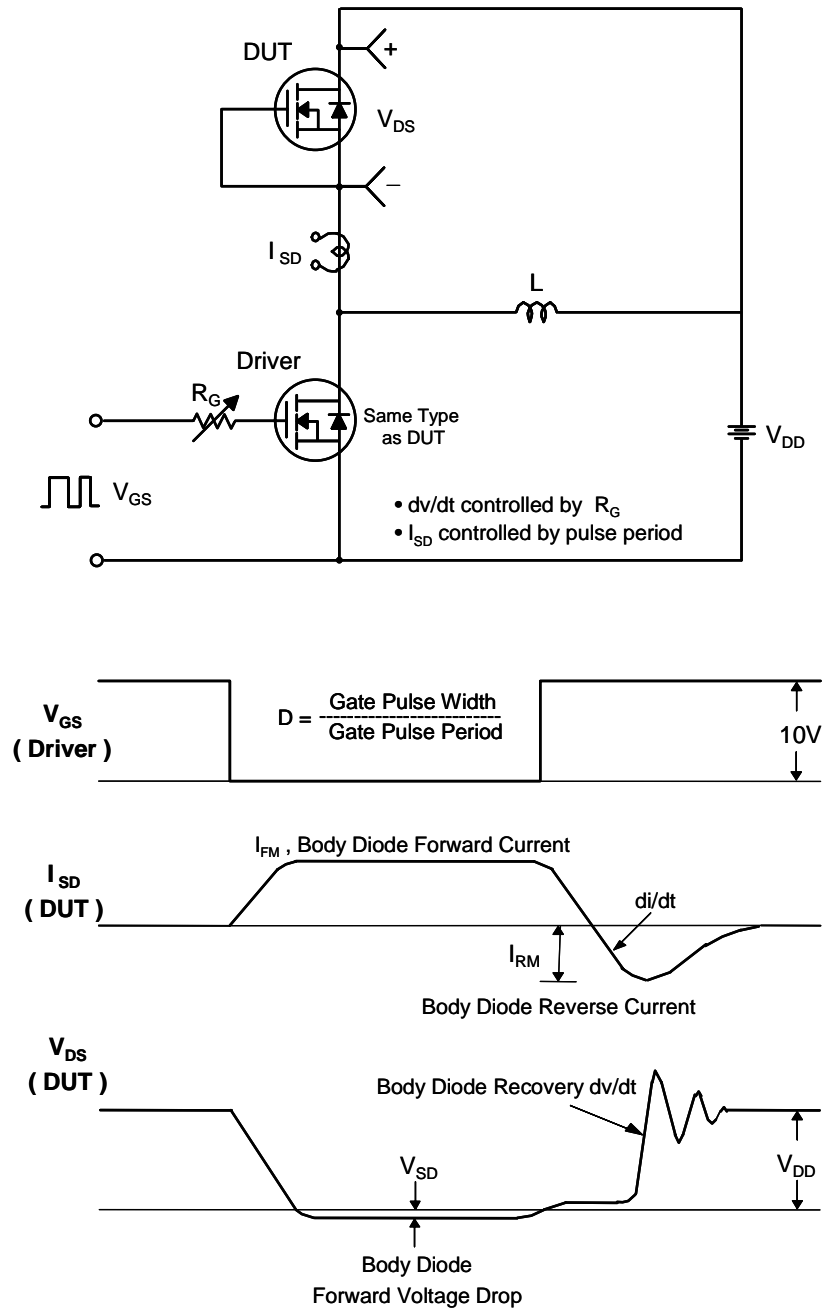 DUT
+
V_DS
−
I_SD
L
Driver
R_G
Same Type
as DUT
V_DD
V_GS
• dv/dt controlled by R_G
• I_SD controlled by pulse period
V_GS
( Driver )
D = Gate Pulse Width
Gate Pulse Period
10V
I_FM , Body Diode Forward Current
I_SD
( DUT )
di/dt
I_RM
Body Diode Reverse Current
V_DS
( DUT )
Body Diode Recovery dv/dt
V_SD
V_DD
Body Diode
Forward Voltage Drop